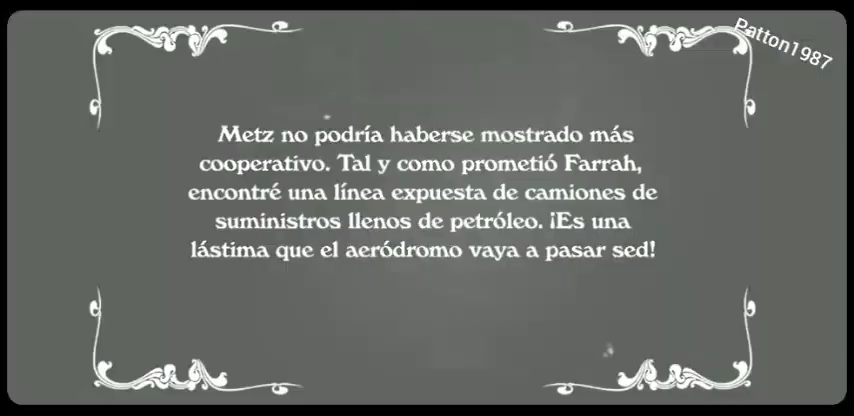 Patton1987
Metz no podría haberse mostrado más
cooperativo. Tal y como prometió Farrah,
encontré una línea expuesta de camiones de
suministros llenos de petróleo. ¡Es una
lástima que el aeródromo vaya a pasar sed!